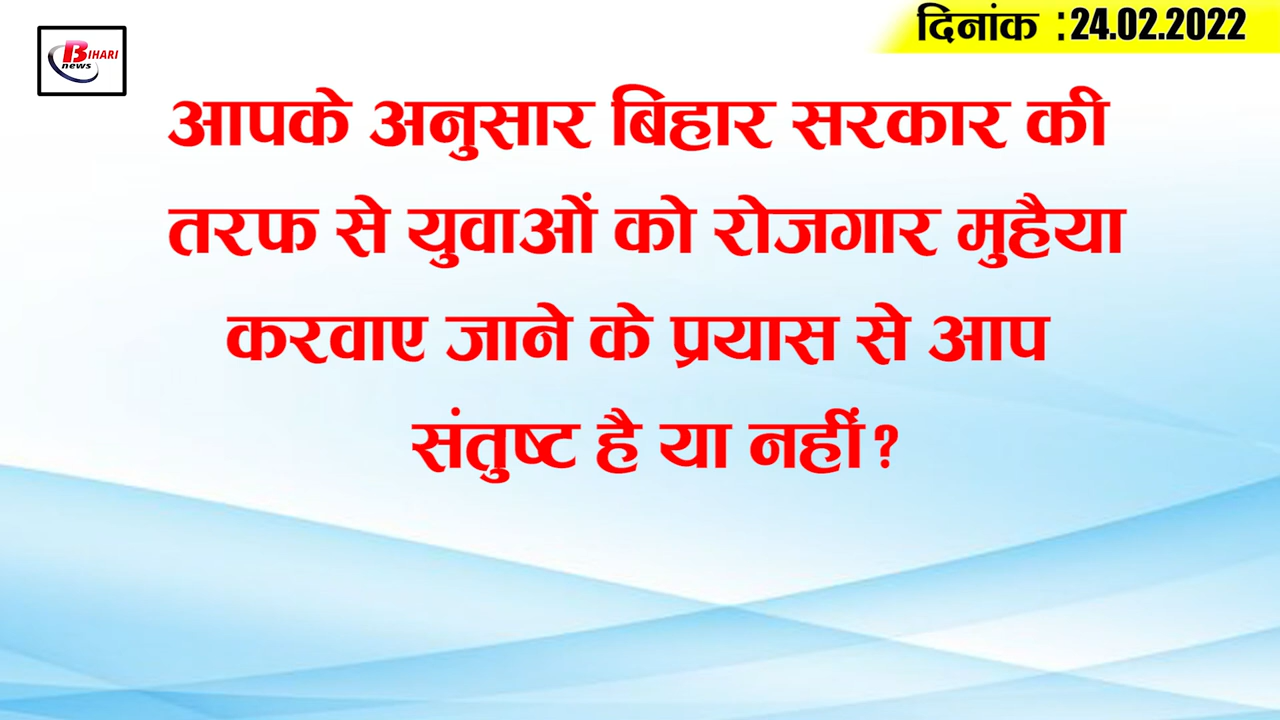 BIHARI
news
दिनांक :24.02.2022
आपके अनुसार बिहार सरकार की
तरफ से युवाओं को रोजगार मुहैया
करवाए जाने के प्रयास से आप
संतुष्ट है या नहीं?